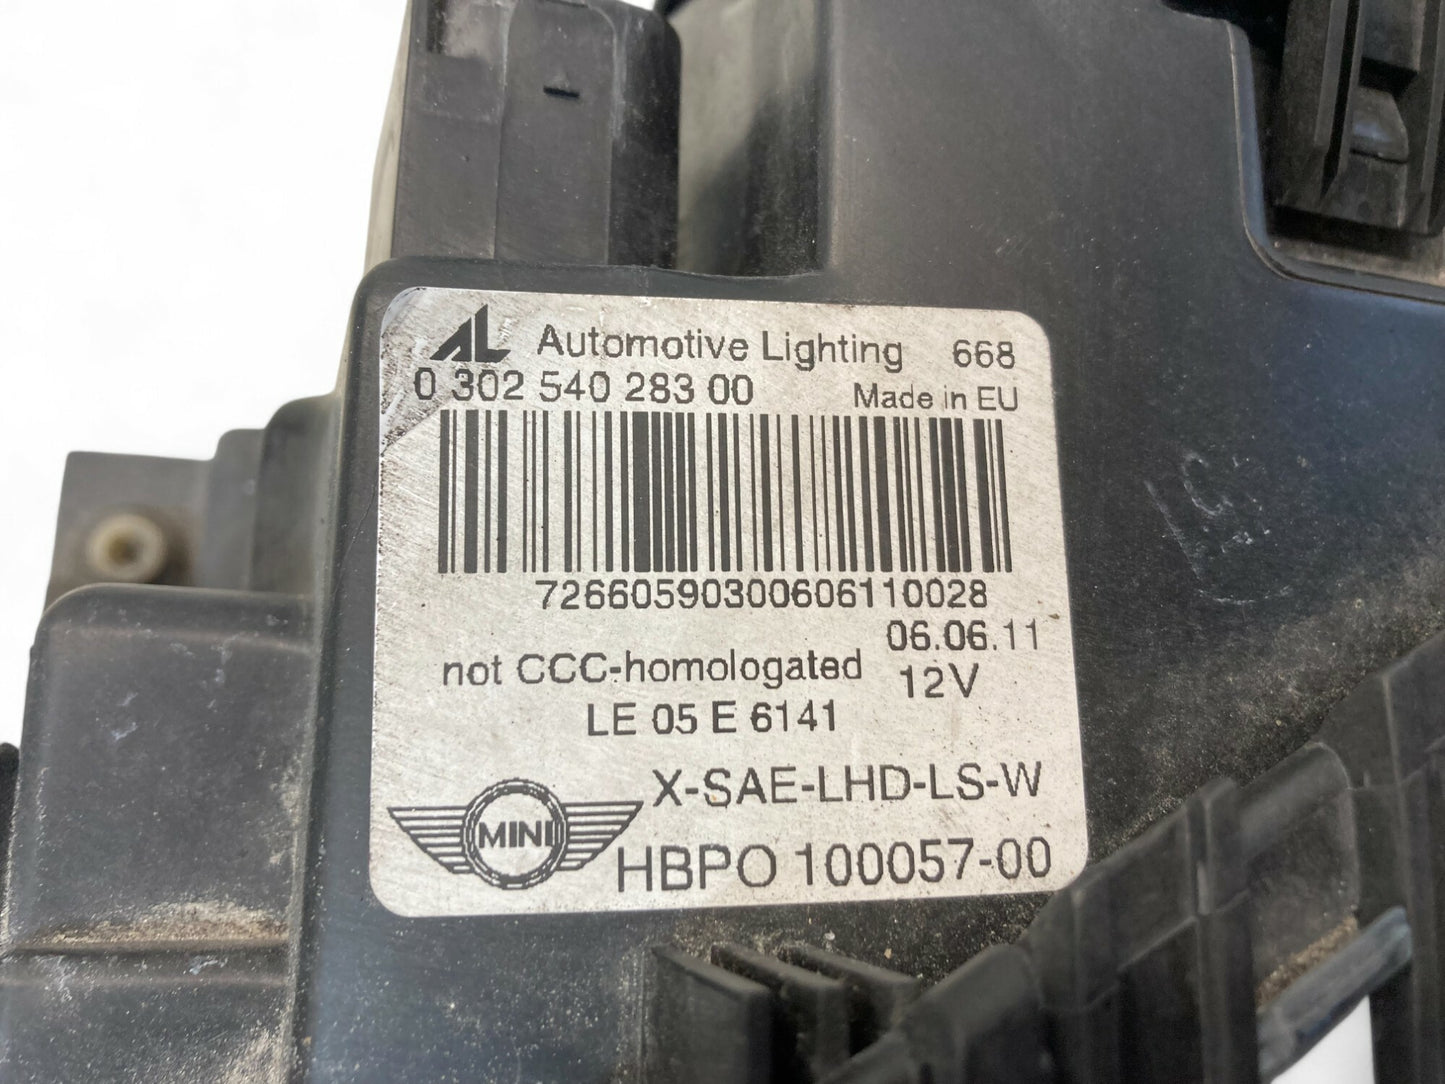 AL Automotive Lighting 668
0 302 540 283 00 Made in EU
72660590300606110028
06.06.11
not CCC-homologated 12V
LE 05 E 6141
X-SAE-LHD-LS-W
MINI
HBPO 100057-00